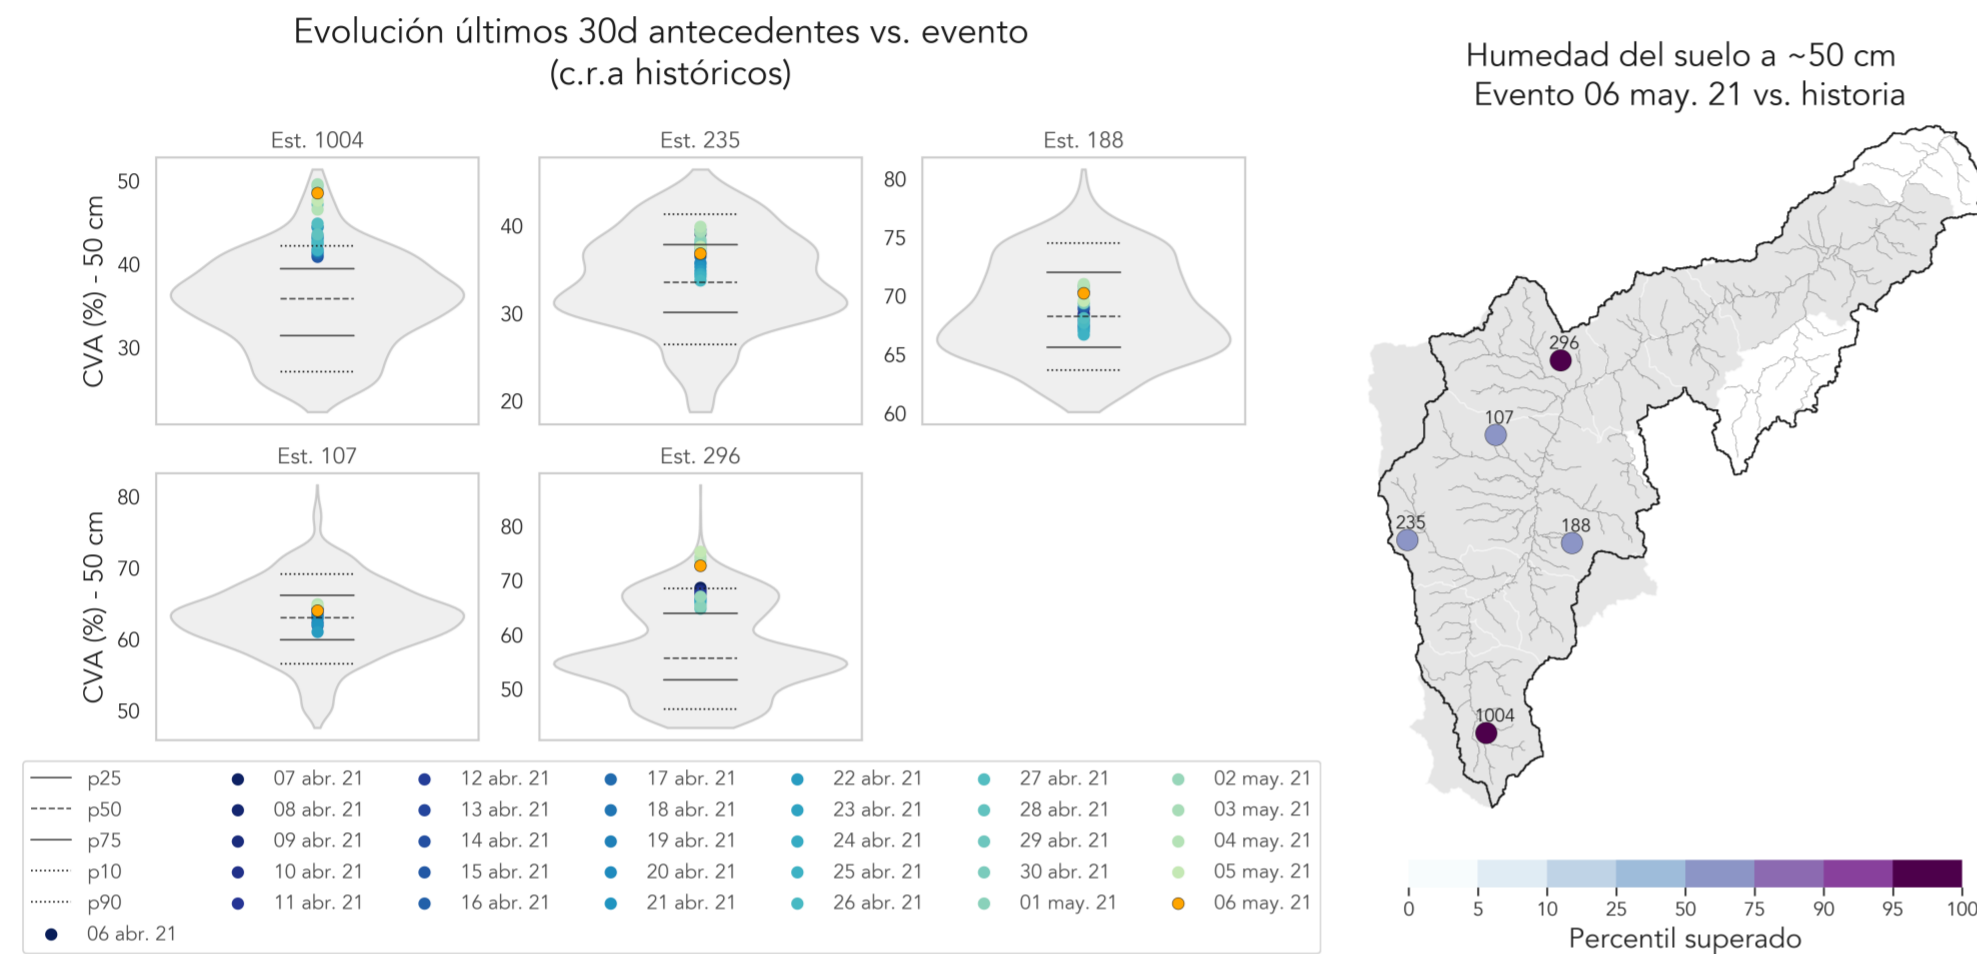 Evolución últimos 30d antecedentes vs. evento
(c.r.a históricos)
Humedad del suelo a ~50 cm
Evento 06 may. 21 vs. historia
Est. 1004
Est. 235
Est. 188
CVA (%) - 50 cm
50
40
30
40
30
20
80
75
70
65
60
Est. 107
Est. 296
CVA (%) - 50 cm
80
70
60
50
80
70
60
50
296
107
235
188
1004
p25
07 abr. 21
12 abr. 21
17 abr. 21
22 abr. 21
27 abr. 21
02 may. 21
p50
08 abr. 21
13 abr. 21
18 abr. 21
23 abr. 21
28 abr. 21
03 may. 21
p75
09 abr. 21
14 abr. 21
19 abr. 21
24 abr. 21
29 abr. 21
04 may. 21
p10
10 abr. 21
15 abr. 21
20 abr. 21
25 abr. 21
30 abr. 21
05 may. 21
p90
11 abr. 21
16 abr. 21
21 abr. 21
26 abr. 21
01 may. 21
06 may. 21
06 abr. 21
0 5 10 25 50 75 90 95 100
Percentil superado